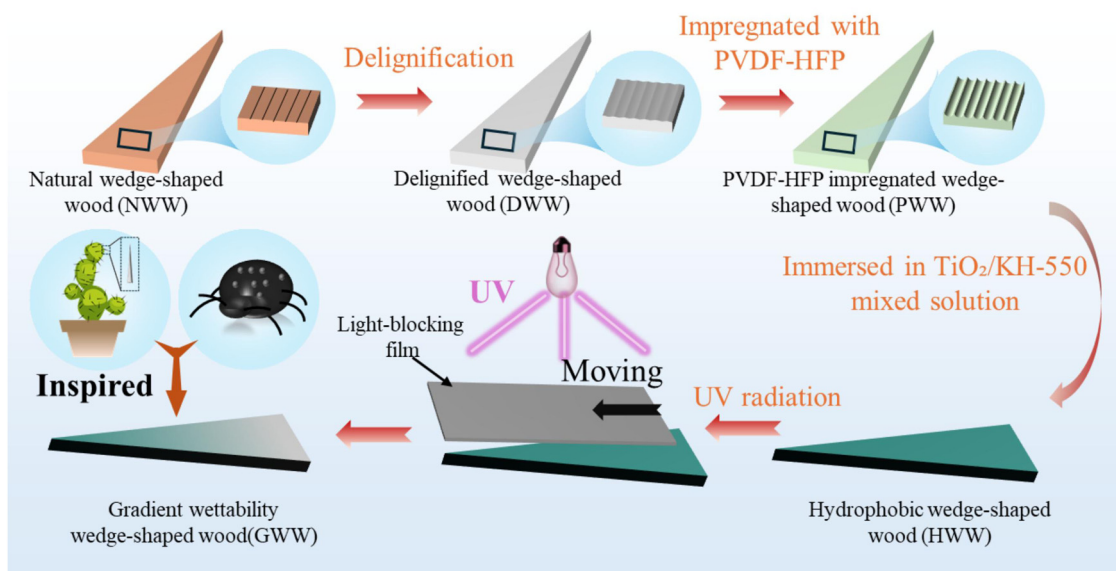 Delignification
Impregnated with
PVDF-HFP
Natural wedge-shaped
wood (NWW)
Delignified wedge-shaped
wood (DWW)
PVDF-HFP impregnated wedge-
shaped wood (PWW)
Immersed in TiO₂/KH-550
mixed solution
UV
Light-blocking
film
Moving
UV radiation
Inspired
Gradient wettability
wedge-shaped wood(GWW)
Hydrophobic wedge-shaped
wood (HWW)